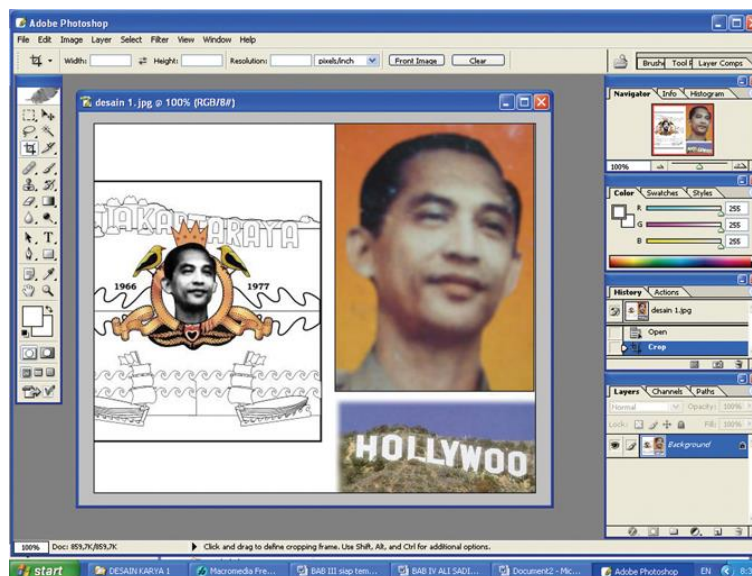 Adobe Photoshop
File Edit Image Layer Select Filter View Window Help
Width: Height: Resolution: pixels/inch Front Image Clear
Brush Tool Layer Comps
desain 1.jpg @ 100% (RGB/8#)
Navigator Info Histogram
100%
Color Swatches Styles
R 255
G 255
B 255
History Actions
desain 1.jpg
Open
Crop
Layers Channels Paths
Normal Opacity: 100%
Lock: Fill: 100%
Background
JAKARTARAYA
1966 1977
HOLLYWOO
100% Doc: 859,7K/859,7K Click and drag to define cropping frame. Use Shift, Alt, and Ctrl for additional options.
start DESAIN KARYA 1 Macromedia Fre... BAB III siap tem... BAB IV ALI SADI... Document2 - Mic... Adobe Photoshop EN